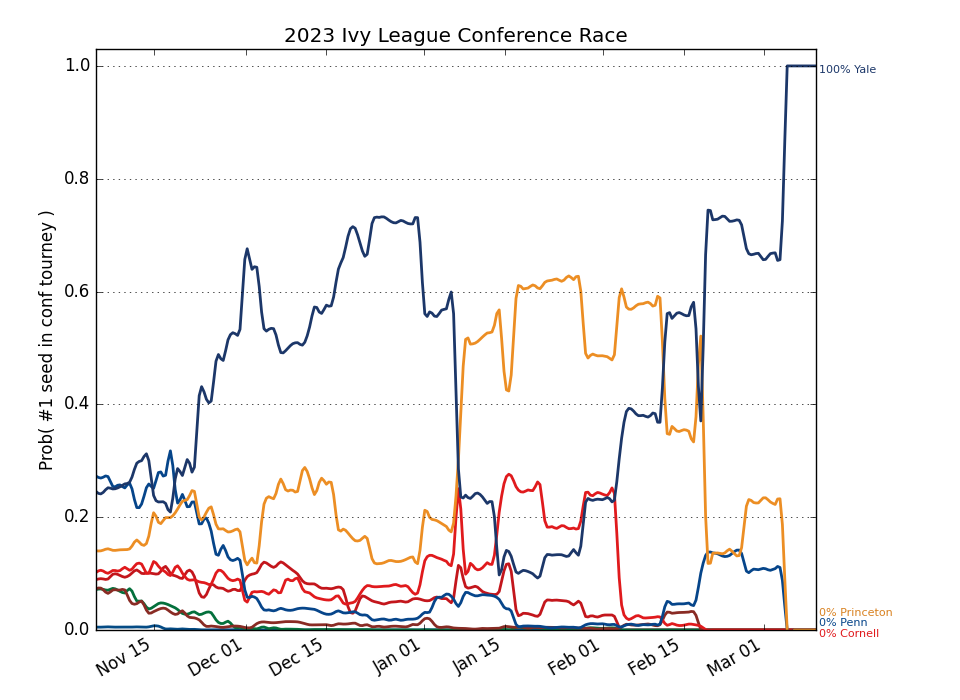 2023 Ivy League Conference Race
Prob( #1 seed in conf tourney )
1.0
0.8
0.6
0.4
0.2
0.0
100% Yale
0% Princeton
0% Penn
0% Cornell
Nov 15
Dec 01
Dec 15
Jan 01
Jan 15
Feb 01
Feb 15
Mar 01